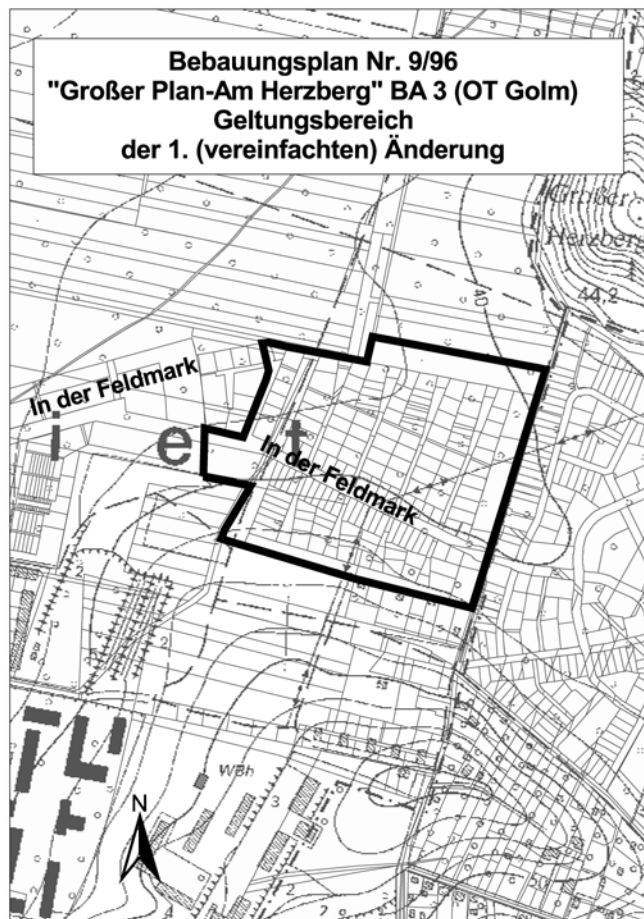 Bebauungsplan Nr. 9/96
"Großer Plan-Am Herzberg" BA 3 (OT Golm)
Geltungsbereich
der 1. (vereinfachten) Änderung
Großer
Herzberg
44,2
40
In der Feldmark
i e t
In der Feldmark
WBh
N